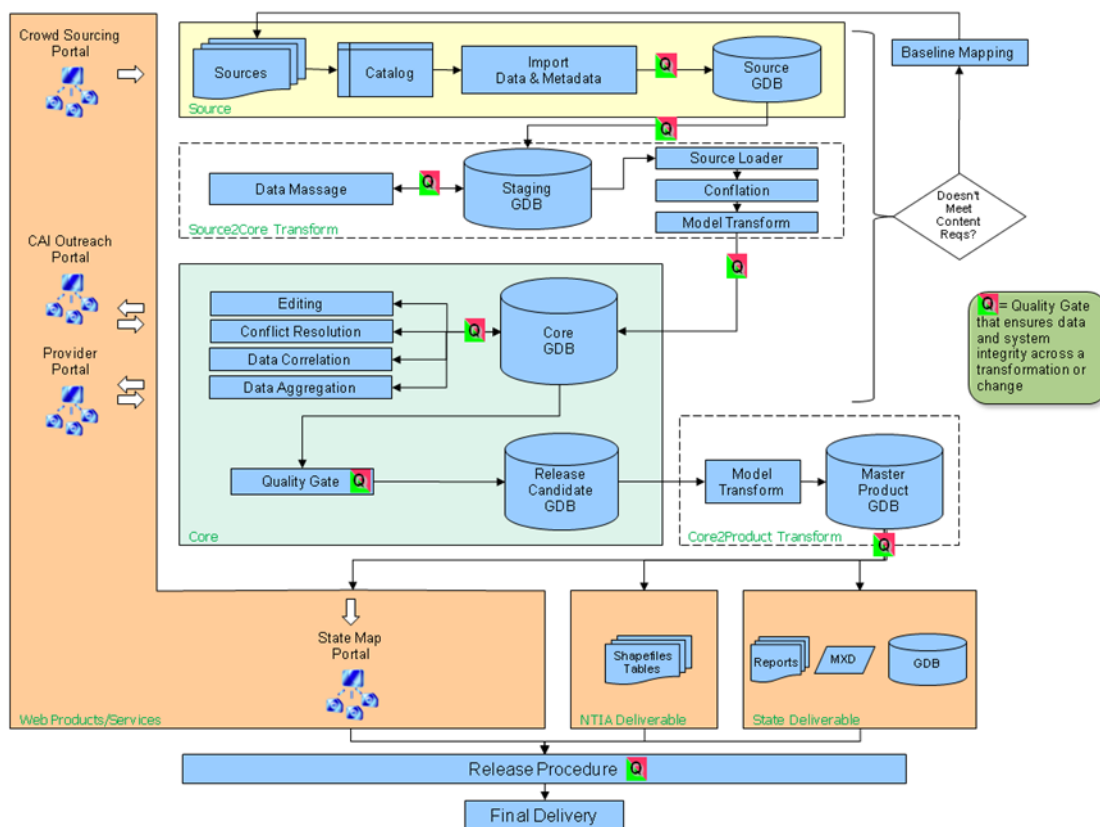 Crowd Sourcing
Portal
Sources
Catalog
Import
Data & Metadata
Q
Source
GDB
Source
Baseline Mapping
Q
Data Massage
Q
Staging
GDB
Source Loader
Conflation
Model Transform
Source2Core Transform
Doesn't
Meet
Content
Reqs?
Q
CAI Outreach
Portal
Provider
Portal
Editing
Conflict Resolution
Data Correlation
Data Aggregation
Q
Core
GDB
Q = Quality Gate
that ensures data
and system
integrity across a
transformation or
change
Quality Gate Q
Release
Candidate
GDB
Core
Model
Transform
Master
Product
GDB
Core2Product Transform
Q
State Map
Portal
Web Products/Services
Shapefiles
Tables
NTIA Deliverable
Reports
MXD
GDB
State Deliverable
Release Procedure Q
Final Delivery